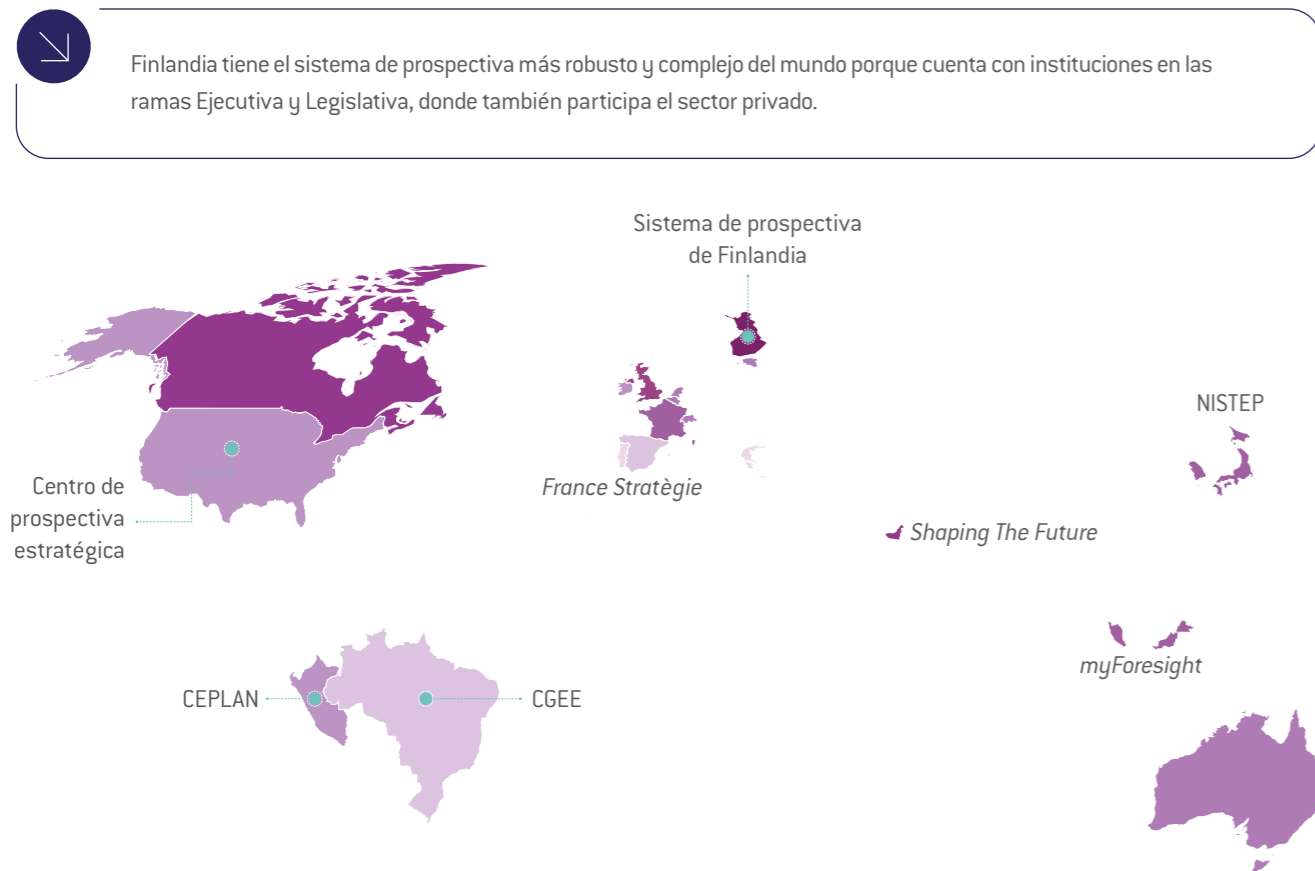 Finlandia tiene el sistema de prospectiva más robusto y complejo del mundo porque cuenta con instituciones en las
ramas Ejecutiva y Legislativa, donde también participa el sector privado.
Sistema de prospectiva
de Finlandia
NISTEP
Centro de
prospectiva
estratégica
France Stratègie
Shaping The Future
myForesight
CEPLAN
CGEE